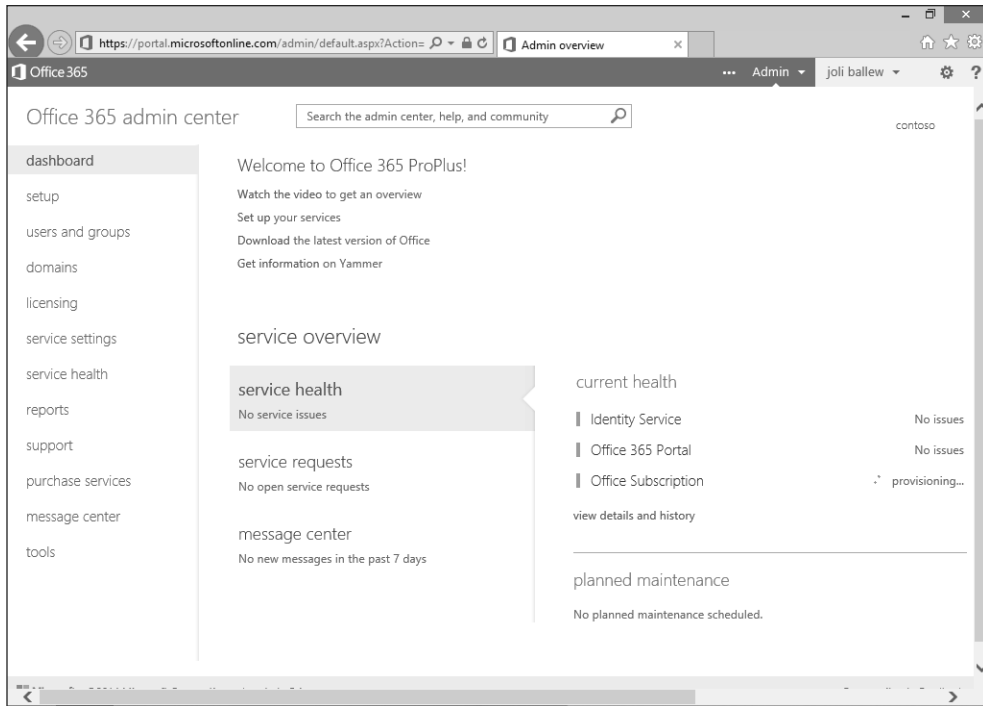 https://portal.microsoftonline.com/admin/default.aspx?Action=
Admin overview
Office 365
Admin
joli ballew
?
Office 365 admin center
Search the admin center, help, and community
contoso
dashboard
setup
users and groups
domains
licensing
service settings
service health
reports
support
purchase services
message center
tools
Welcome to Office 365 ProPlus!
Watch the video to get an overview
Set up your services
Download the latest version of Office
Get information on Yammer
service overview
service health
No service issues
service requests
No open service requests
message center
No new messages in the past 7 days
current health
Identity Service No issues
Office 365 Portal No issues
Office Subscription provisioning...
view details and history
planned maintenance
No planned maintenance scheduled.